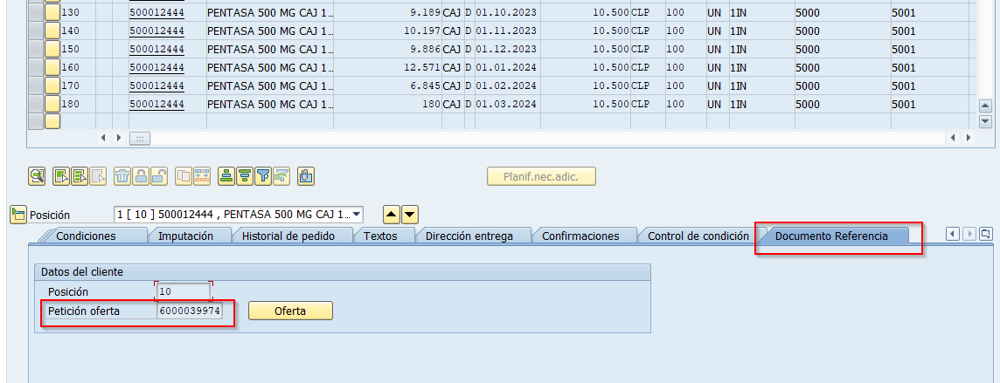 130 500012444 PENTASA 500 MG CAJ 1... 9.189 CAJ D 01.10.2023 10.500 CLP 100 UN 1IN 5000 5001
140 500012444 PENTASA 500 MG CAJ 1... 10.197 CAJ D 01.11.2023 10.500 CLP 100 UN 1IN 5000 5001
150 500012444 PENTASA 500 MG CAJ 1... 9.886 CAJ D 01.12.2023 10.500 CLP 100 UN 1IN 5000 5001
160 500012444 PENTASA 500 MG CAJ 1... 12.571 CAJ D 01.01.2024 10.500 CLP 100 UN 1IN 5000 5001
170 500012444 PENTASA 500 MG CAJ 1... 6.845 CAJ D 01.02.2024 10.500 CLP 100 UN 1IN 5000 5001
180 500012444 PENTASA 500 MG CAJ 1... 180 CAJ D 01.03.2024 10.500 CLP 100 UN 1IN 5000 5001
Planif.nec.adic.
Posición 1 [ 10 ] 500012444 , PENTASA 500 MG CAJ 1...
Condiciones Imputación Historial de pedido Textos Dirección entrega Confirmaciones Control de condición Documento Referencia
Datos del cliente
Posición 10
Petición oferta 6000039974 Oferta